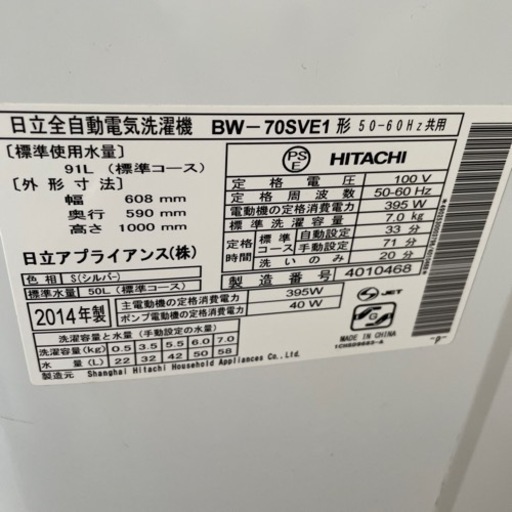 日立全自動電気洗濯機 BW-70SVE1 形 50-60Hz共用
〔標準使用水量〕
91L (標準コース)
〔外形寸法〕
幅 608 mm
奥行 590 mm
高さ 1000 mm
日立アプライアンス(株)
色相 S(シルバー)
標準水量 50L (標準コース)
2014年製
主電動機の定格消費電力 395W
ポンプ電動機の定格消費電力 40 W
PS
E
HITACHI
定格電圧 100 V
定格周波数 50-60 Hz
電動機の定格消費電力 395 W
標準洗濯容量 7.0 kg
定格時間
標準コース 自動設定 33 分
手動設定 71 分
洗いのみ 20 分
製造番号 4010468
JET
G
MADE IN CHINA
洗濯容量と水量 (手動設定の水量)
洗濯容量(kg) 0.5 3.5 5.5 6.0 7.0
水量(L) 22 32 42 50 58
製造元 Shanghai Hitachi Household Appliances Co., Ltd.